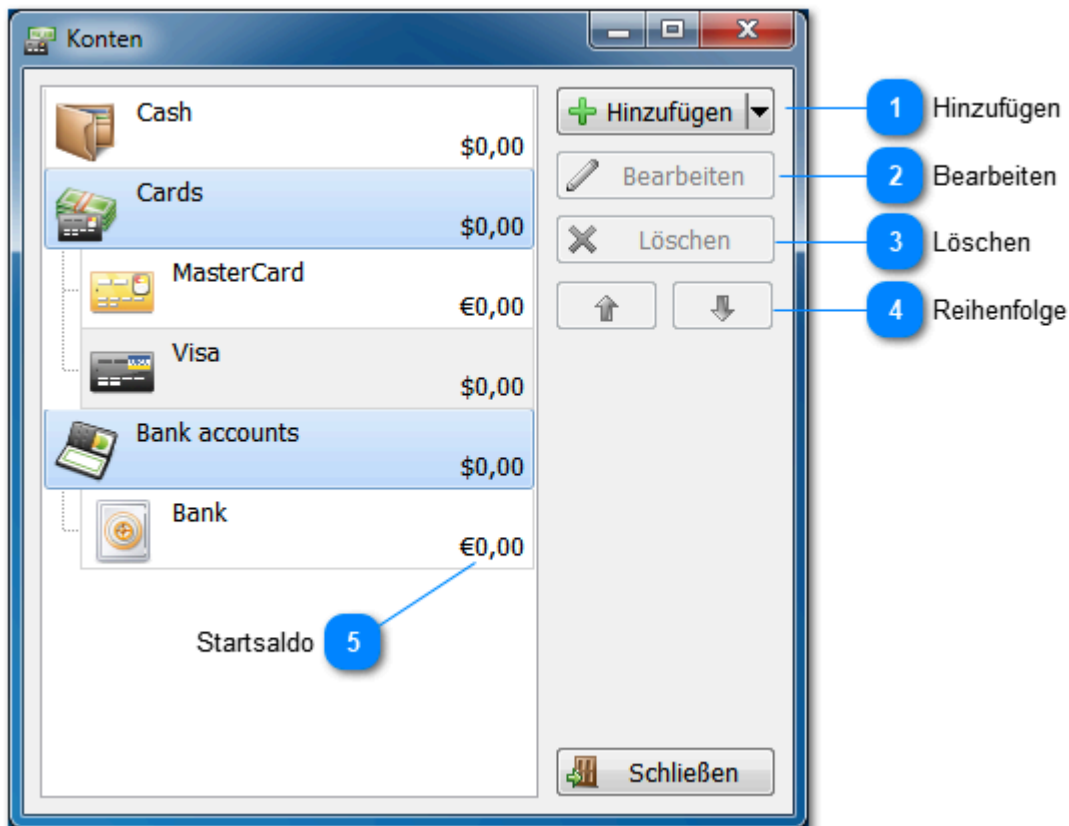 Konten
Cash
$0,00
Cards
$0,00
MasterCard
€0,00
Visa
$0,00
Bank accounts
$0,00
Bank
€0,00
Startsaldo 5
Hinzufügen
Bearbeiten
Löschen
Schließen
1 Hinzufügen
2 Bearbeiten
3 Löschen
4 Reihenfolge